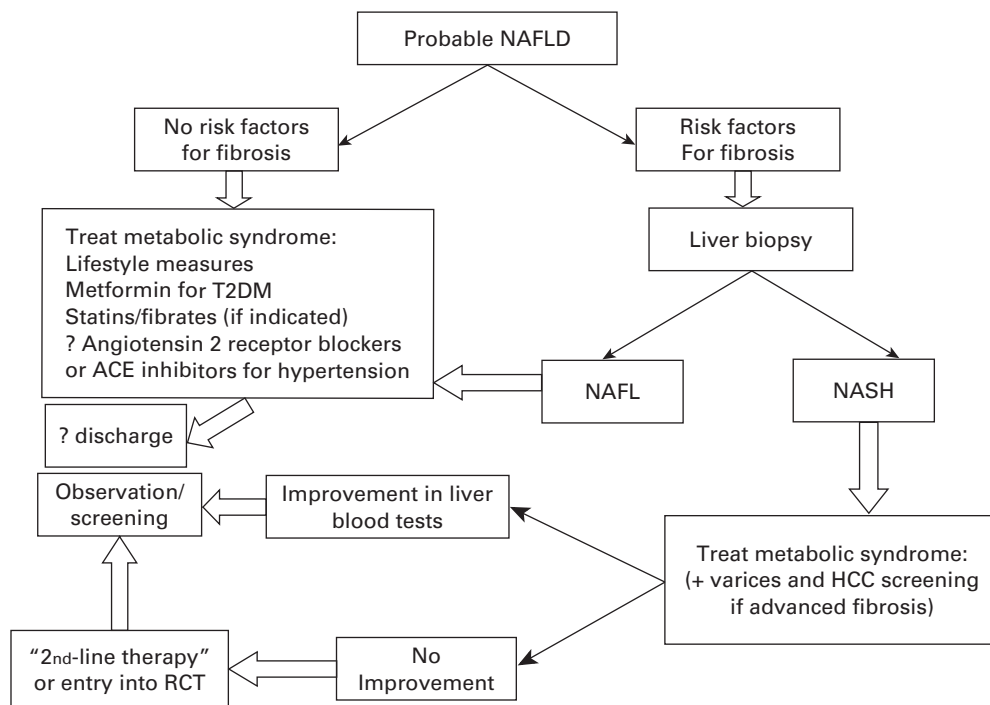 Probable NAFLD
No risk factors
for fibrosis
Risk factors
For fibrosis
Treat metabolic syndrome:
Lifestyle measures
Metformin for T2DM
Statins/fibrates (if indicated)
? Angiotensin 2 receptor blockers
or ACE inhibitors for hypertension
Liver biopsy
NAFL
NASH
? discharge
Observation/
screening
Improvement in liver
blood tests
Treat metabolic syndrome:
(+ varices and HCC screening
if advanced fibrosis)
“2nd-line therapy”
or entry into RCT
No
Improvement